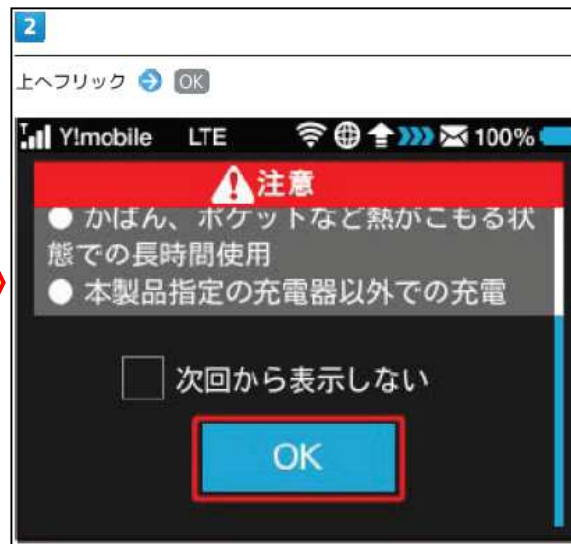 2
上へフリック OK
Y!mobile LTE 100%
注意
● かばん、ポケットなど熱がこもる状
態での長時間使用
● 本製品指定の充電器以外での充電
次回から表示しない
OK